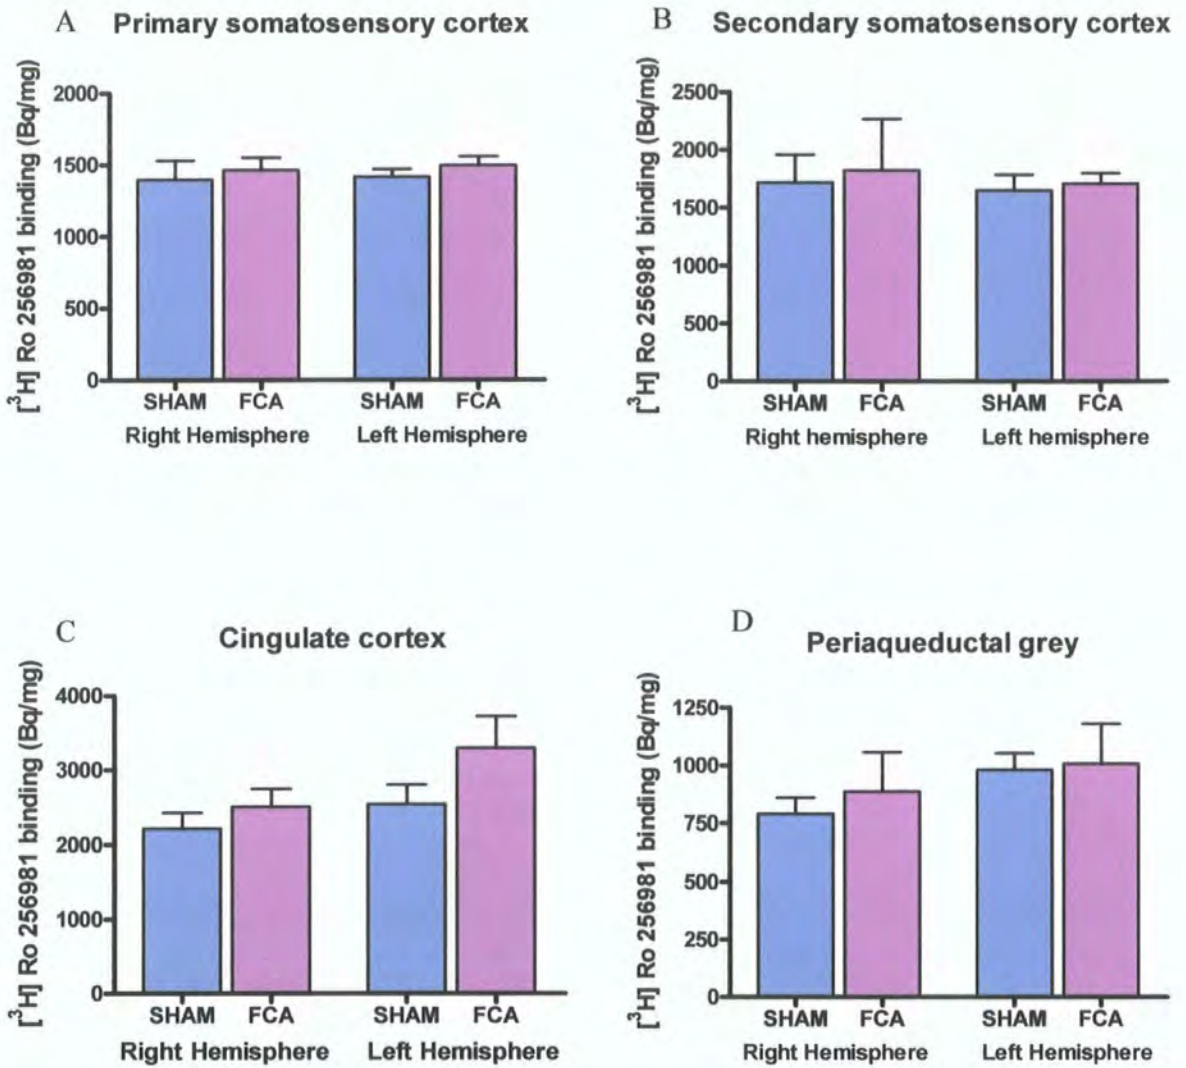 A Primary somatosensory cortex
[³H] Ro 256981 binding (Bq/mg)
2000
1500
1000
500
0
SHAM FCA SHAM FCA
Right Hemisphere Left Hemisphere
B Secondary somatosensory cortex
[³H] Ro 256981 binding (Bq/mg)
2500
2000
1500
1000
500
0
SHAM FCA SHAM FCA
Right hemisphere Left hemisphere
C Cingulate cortex
[³H] Ro 256981 binding (Bq/mg)
4000
3000
2000
1000
0
SHAM FCA SHAM FCA
Right Hemisphere Left Hemisphere
D Periaqueductal grey
[³H] Ro 256981 binding (Bq/mg)
1250
1000
750
500
250
0
SHAM FCA SHAM FCA
Right Hemisphere Left Hemisphere